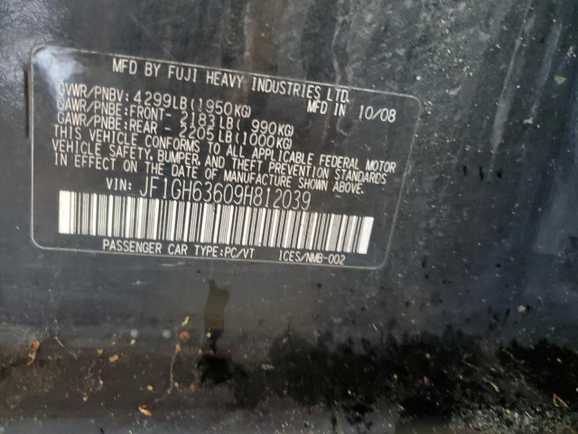 MFD BY FUJI HEAVY INDUSTRIES LTD.
GVWR/PNBV: 4299LB(1950KG) MFD IN 10/08
GAWR/PNBE:FRONT- 2183LB( 990KG)
GAWR/PNBE:REAR - 2205LB(1000KG)
THIS VEHICLE CONFORMS TO ALL APPLICABLE FEDERAL MOTOR
VEHICLE SAFETY, BUMPER, AND THEFT PREVENTION STANDARDS
IN EFFECT ON THE DATE OF MANUFACTURE SHOWN ABOVE.
VIN: JF1GH63609H812039
PASSENGER CAR TYPE:PC/VT ICES/NMB-002